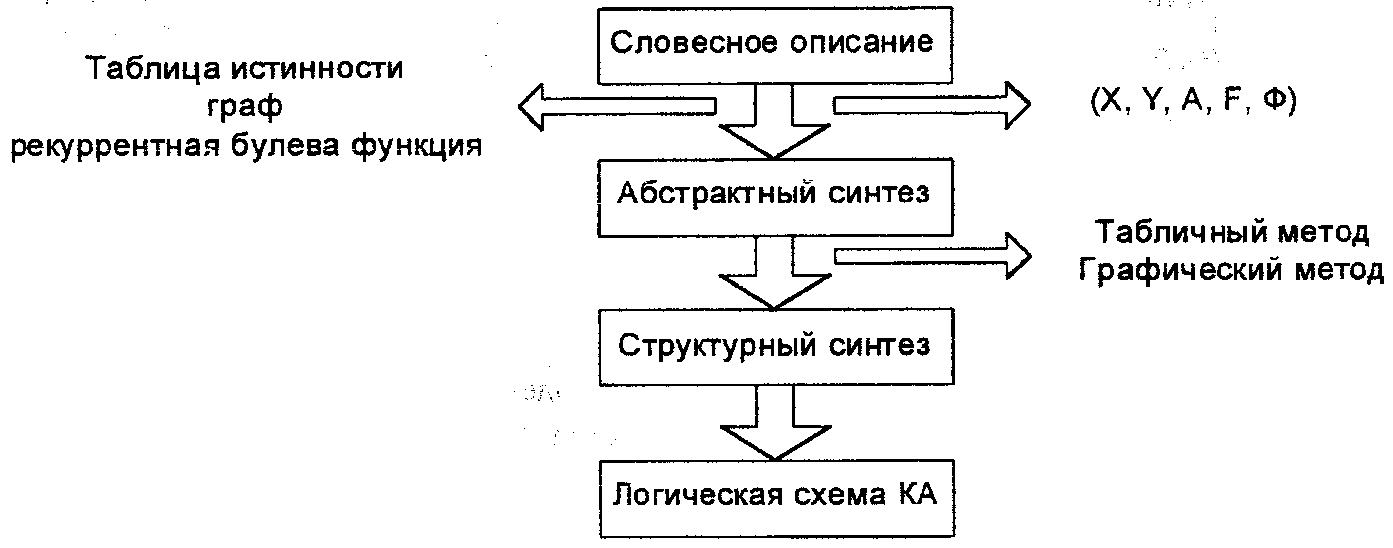 Словесное описание
Таблица истинности
граф
рекуррентная булева функция
(X, Y, A, F, Ф)
Абстрактный синтез
Табличный метод
Графический метод
Структурный синтез
Логическая схема КА